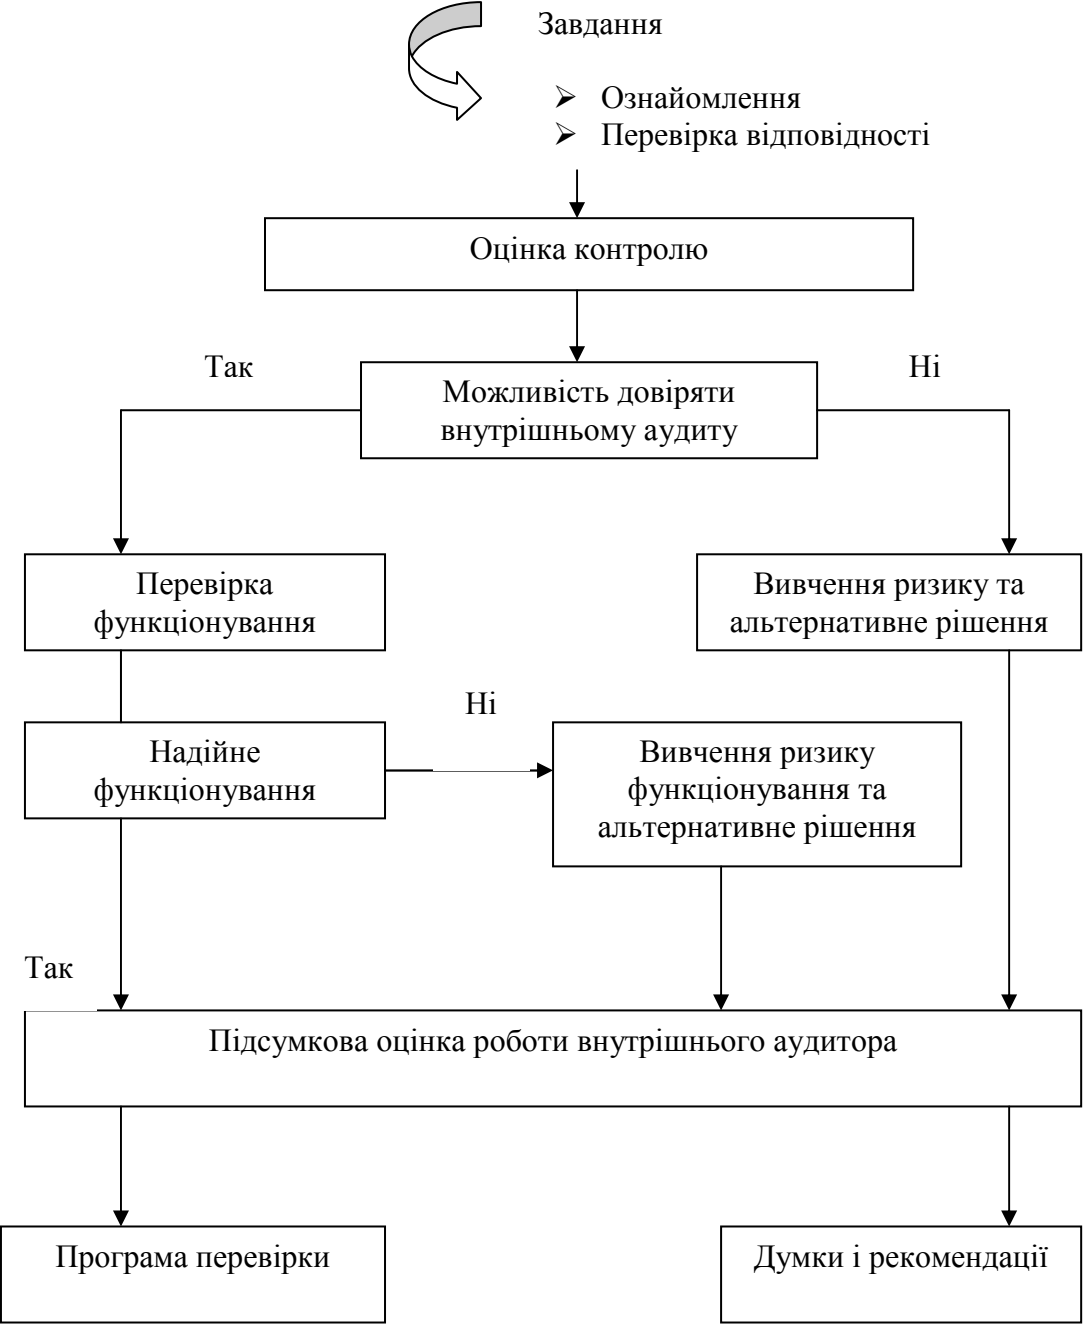 Завдання
➢ Ознайомлення
➢ Перевірка відповідності
Оцінка контролю
Так
Ні
Можливість довіряти
внутрішньому аудиту
Перевірка
функціонування
Вивчення ризику та
альтернативне рішення
Ні
Надійне
функціонування
Вивчення ризику
функціонування та
альтернативне рішення
Так
Підсумкова оцінка роботи внутрішнього аудитора
Програма перевірки
Думки і рекомендації